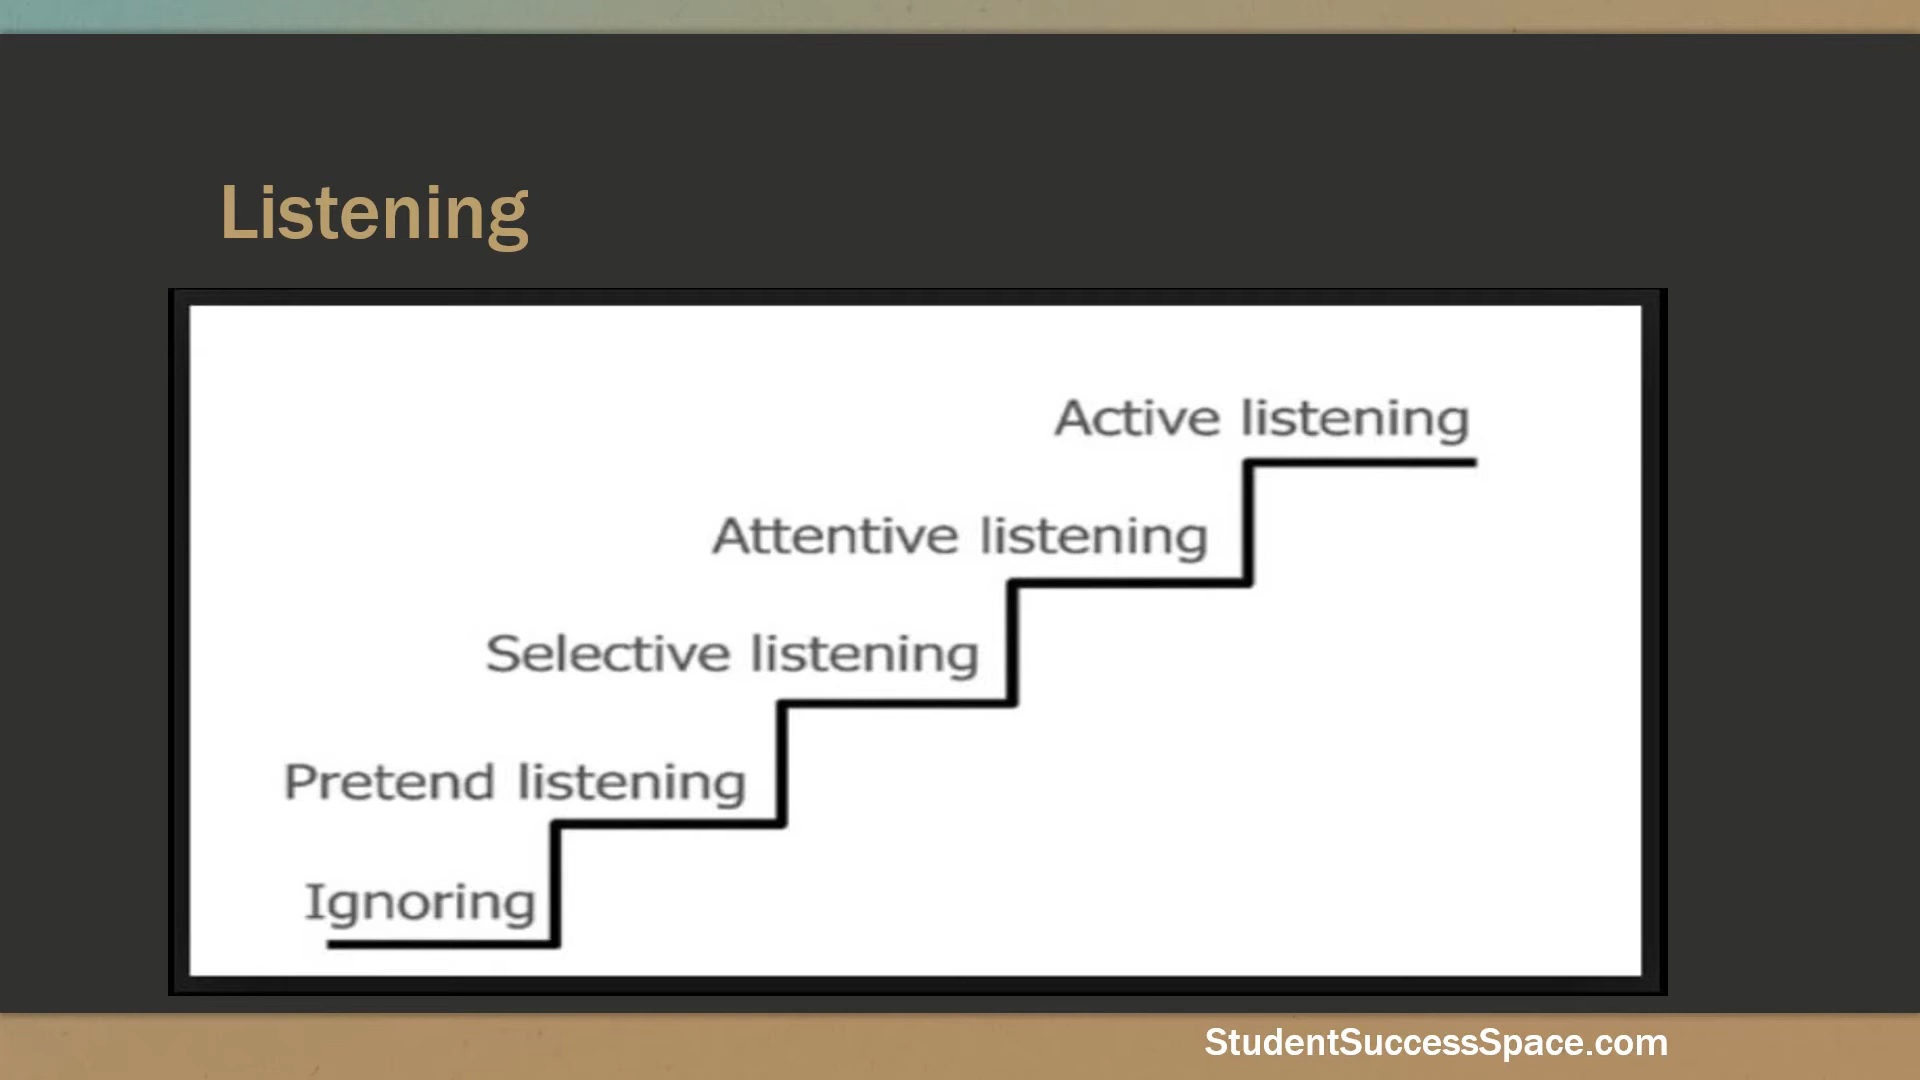 Listening
Active listening
Attentive listening
Selective listening
Pretend listening
Ignoring
StudentSuccessSpace.com